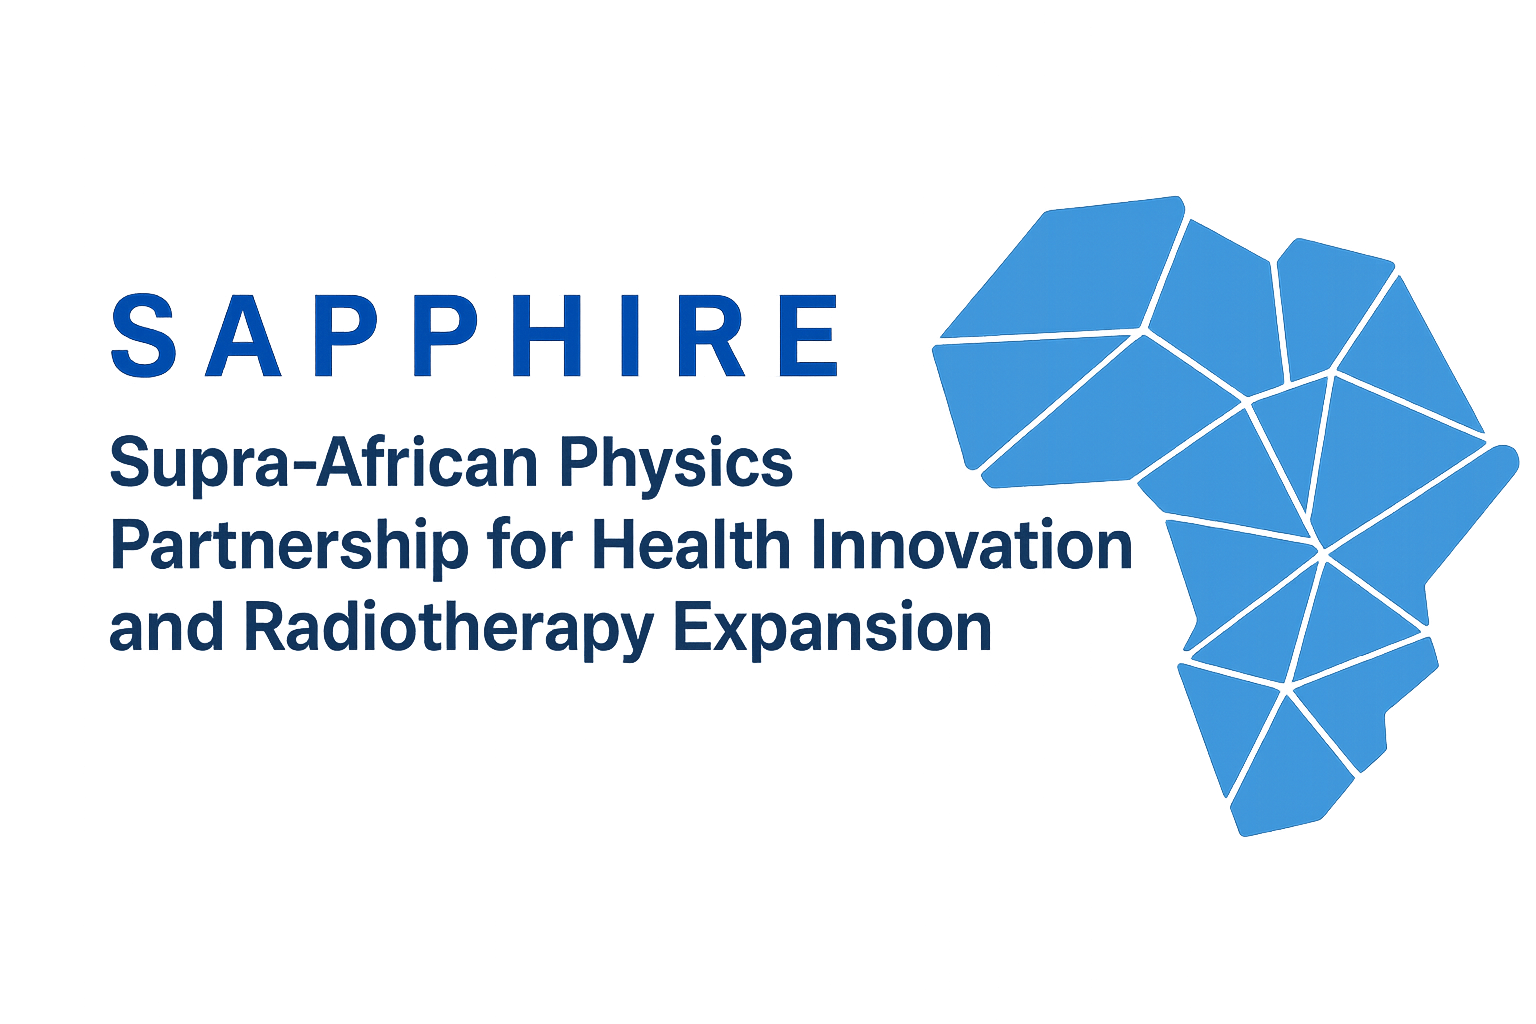 SAPPHIRE
Supra-African Physics
Partnership for Health Innovation
and Radiotherapy Expansion